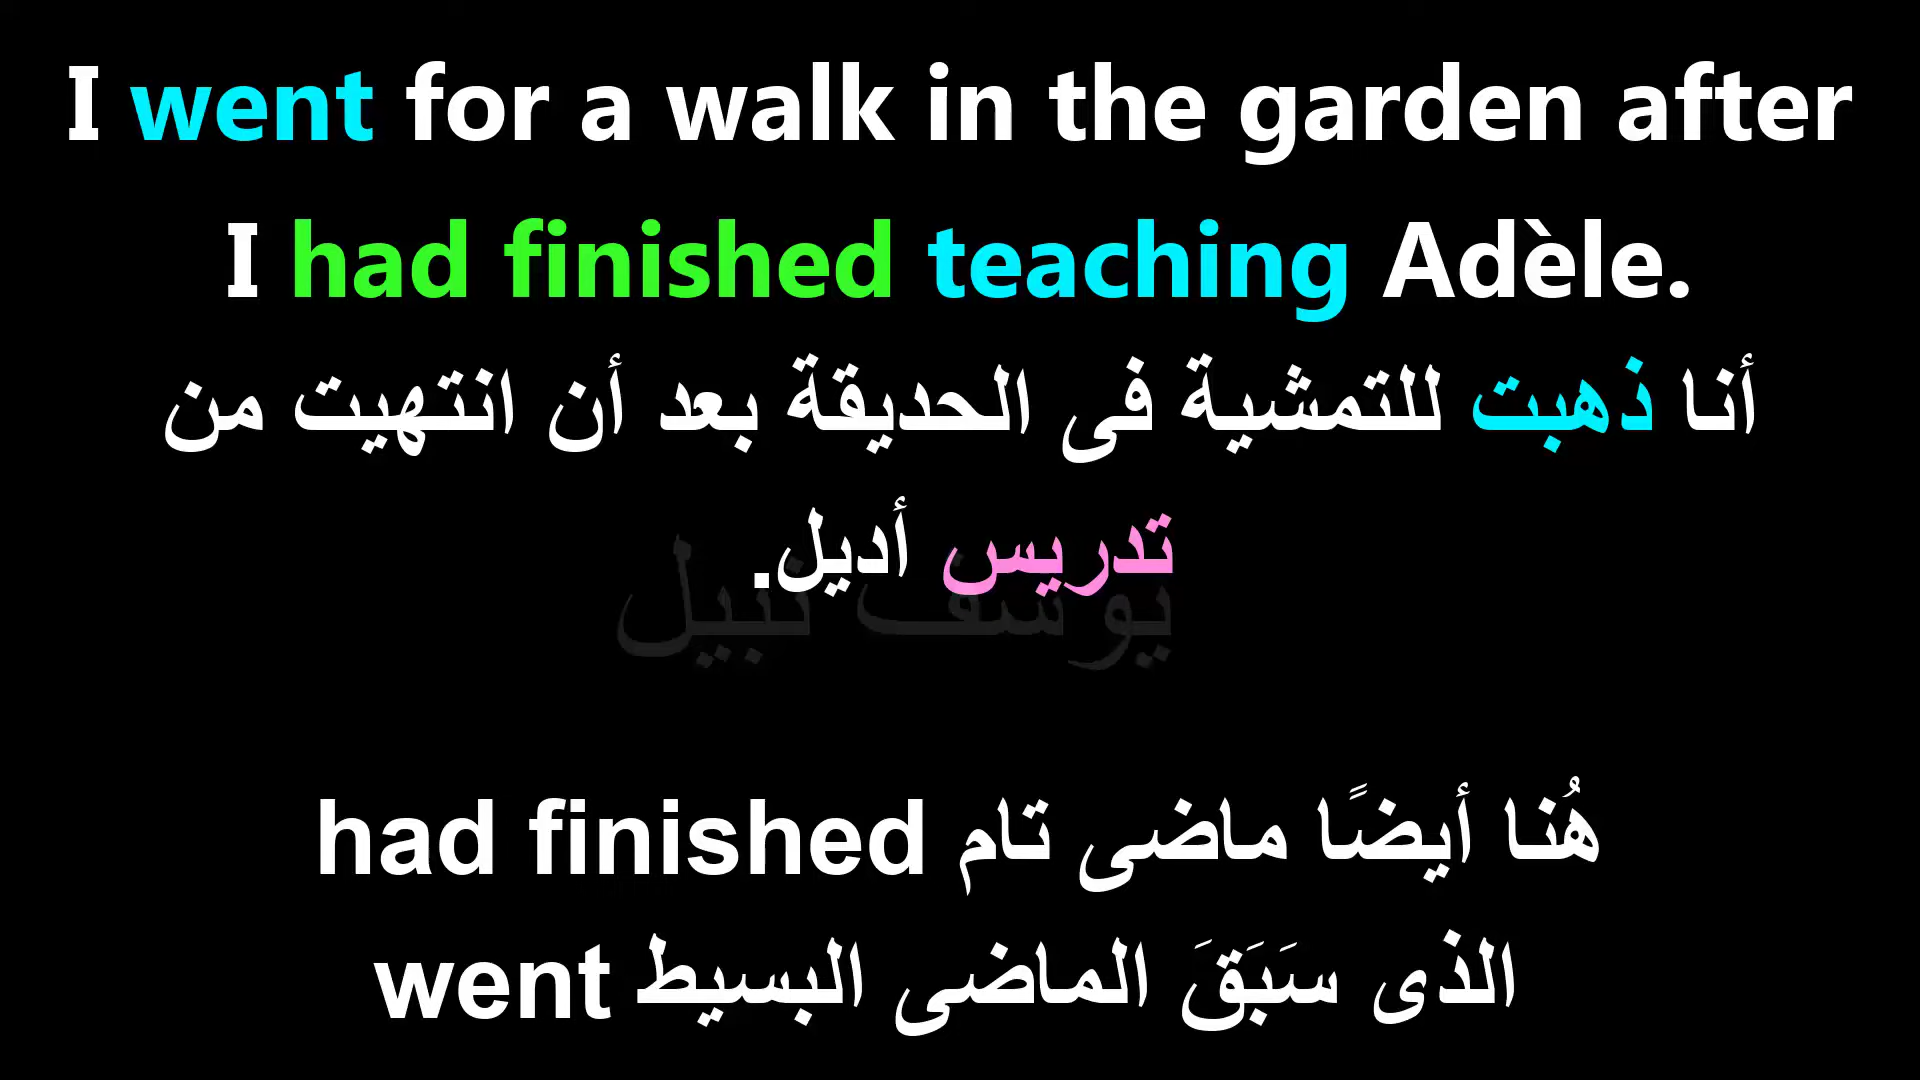 I went for a walk in the garden after
I had finished teaching Adèle.
أنا ذهبت للتمشية فى الحديقة بعد أن انتهيت من
تدريس أديل.
يوسف نبيل
هُنا أيضًا ماضى تام had finished
الذى سَبَقَ الماضى البسيط went